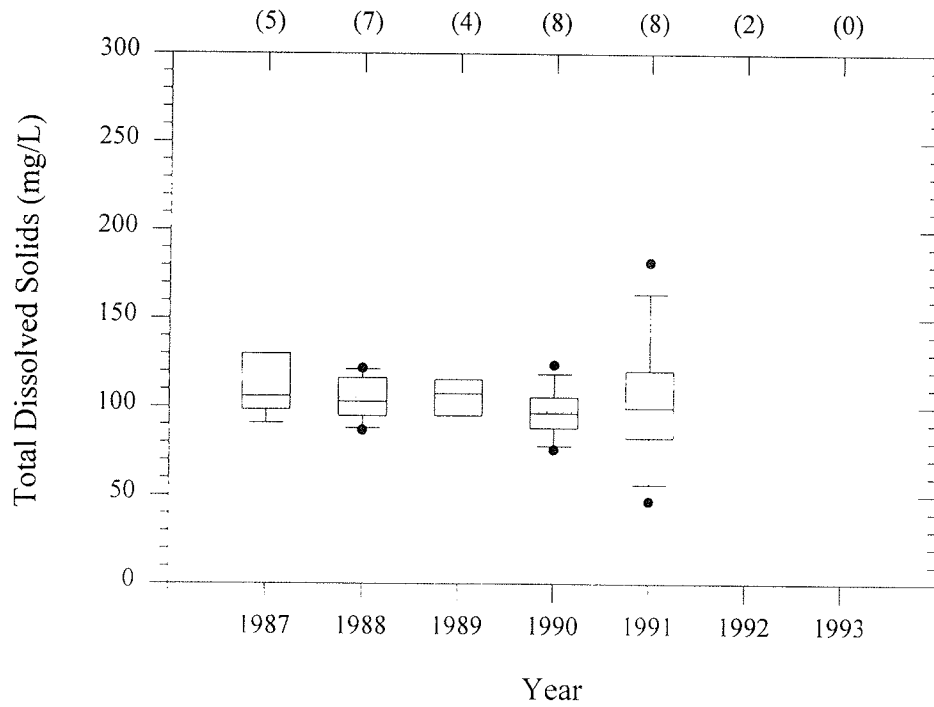 (5) (7) (4) (8) (8) (2) (0)
300
250
200
150
100
50
0
Total Dissolved Solids (mg/L)
1987 1988 1989 1990 1991 1992 1993
Year